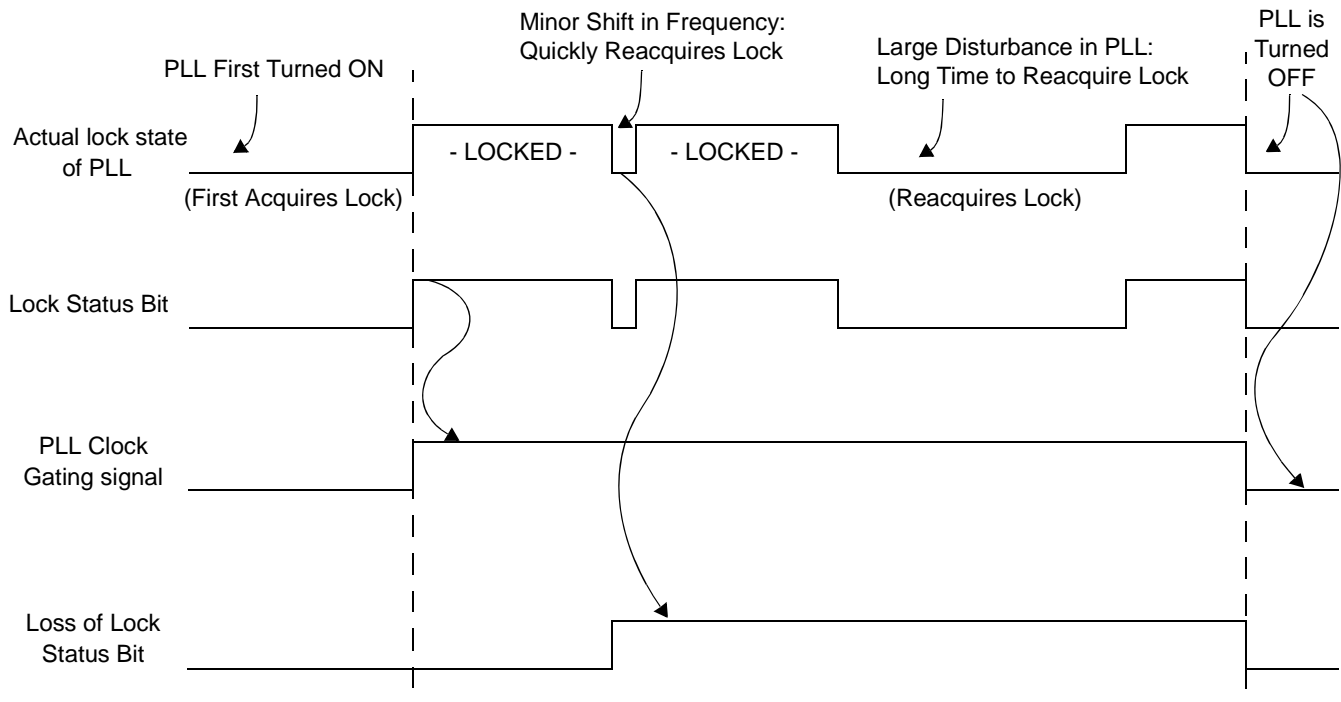 Minor Shift in Frequency:
Quickly Reacquires Lock
PLL is
Turned
OFF
Large Disturbance in PLL:
Long Time to Reacquire Lock
PLL First Turned ON
Actual lock state
of PLL
- LOCKED -
- LOCKED -
(First Acquires Lock)
(Reacquires Lock)
Lock Status Bit
PLL Clock
Gating signal
Loss of Lock
Status Bit